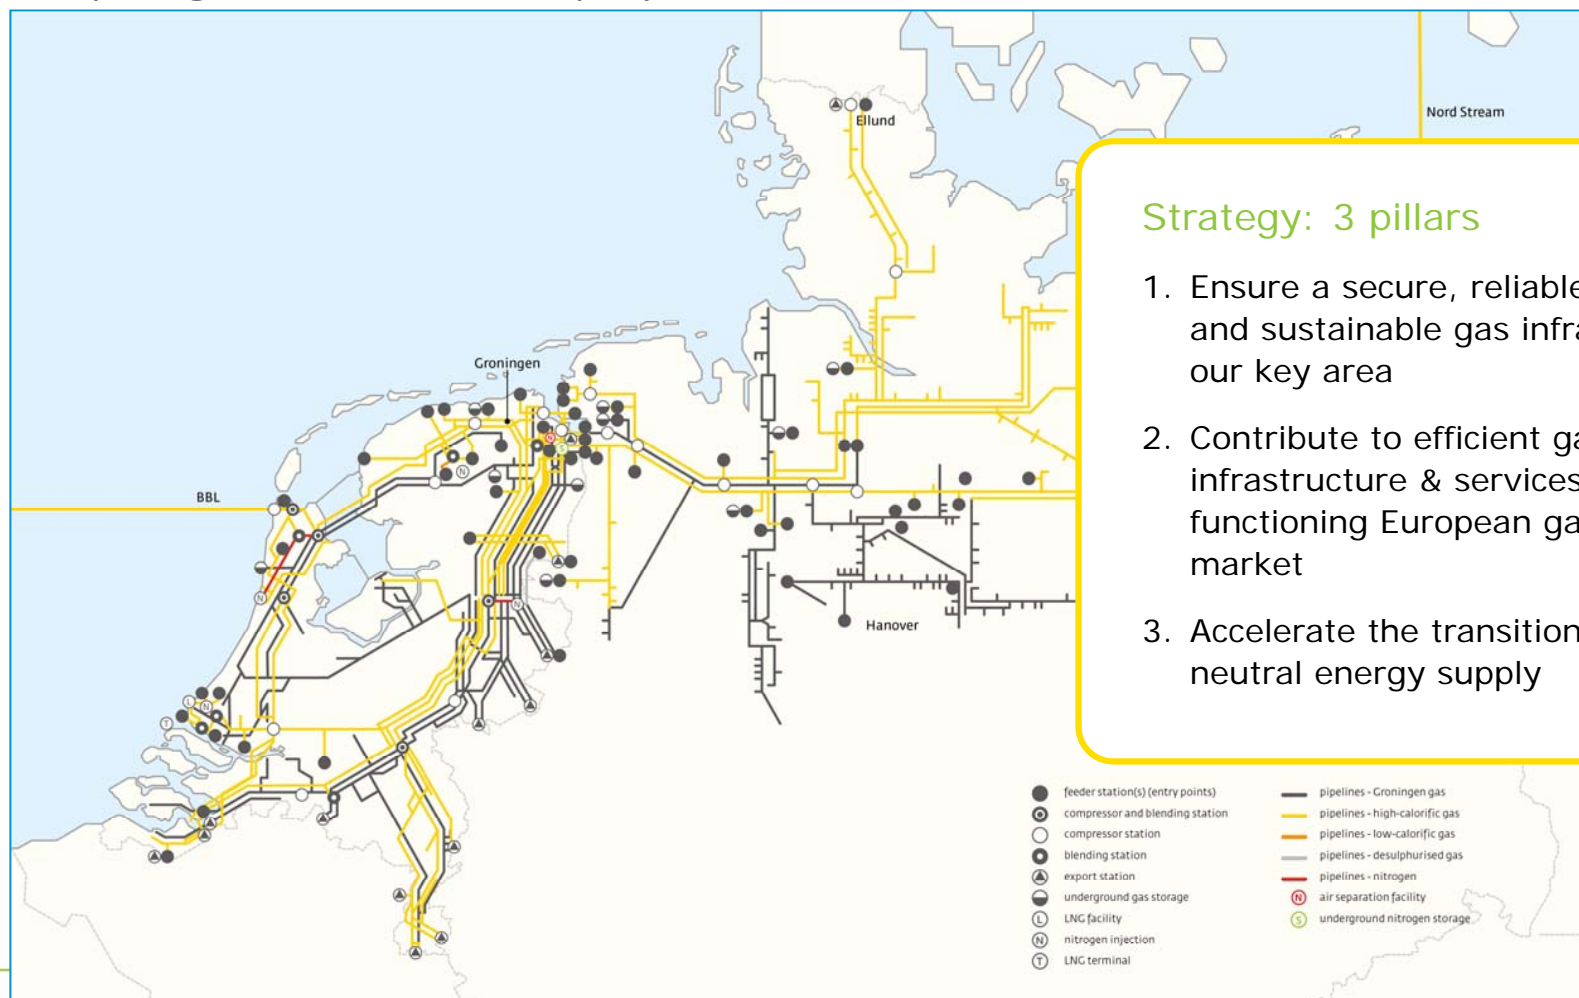 Ellund
Nord Stream
Strategy: 3 pillars
1. Ensure a secure, reliable
and sustainable gas infra
our key area
2. Contribute to efficient ga
infrastructure & services
functioning European ga
market
3. Accelerate the transition
neutral energy supply
Groningen
BBL
Hanover
N
S
N
N
N
L
N
T
feeder station(s) (entry points)
compressor and blending station
compressor station
blending station
export station
underground gas storage
L LNG facility
N nitrogen injection
T LNG terminal
pipelines - Groningen gas
pipelines - high-calorific gas
pipelines - low-calorific gas
pipelines - desulphurised gas
pipelines - nitrogen
N air separation facility
S underground nitrogen storage